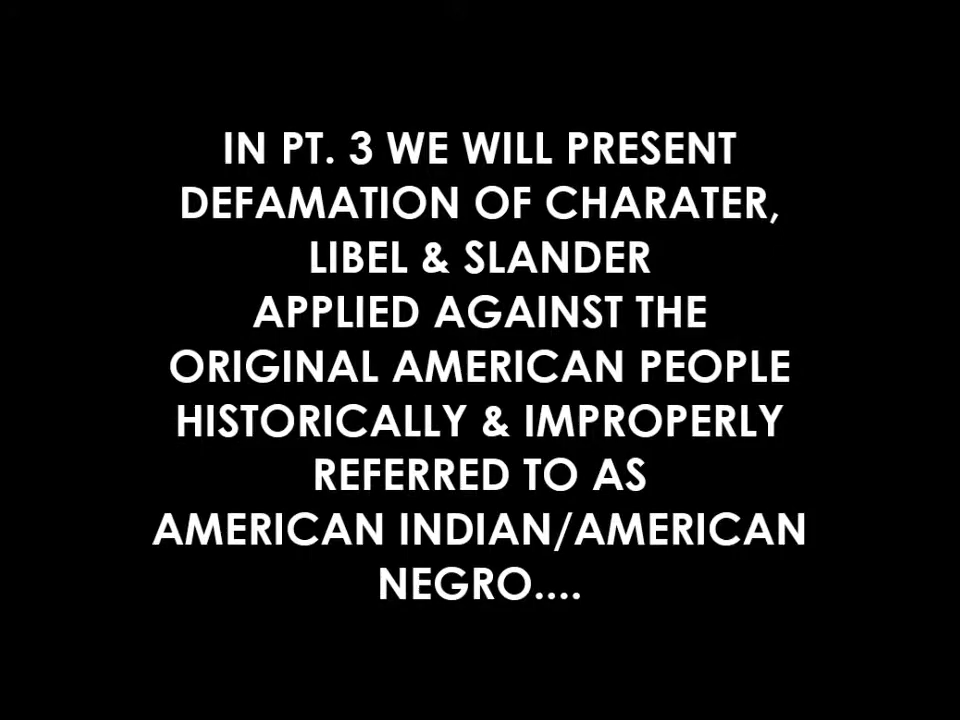 IN PT. 3 WE WILL PRESENT
DEFAMATION OF CHARATER,
LIBEL & SLANDER
APPLIED AGAINST THE
ORIGINAL AMERICAN PEOPLE
HISTORICALLY & IMPROPERLY
REFERRED TO AS
AMERICAN INDIAN/AMERICAN
NEGRO....